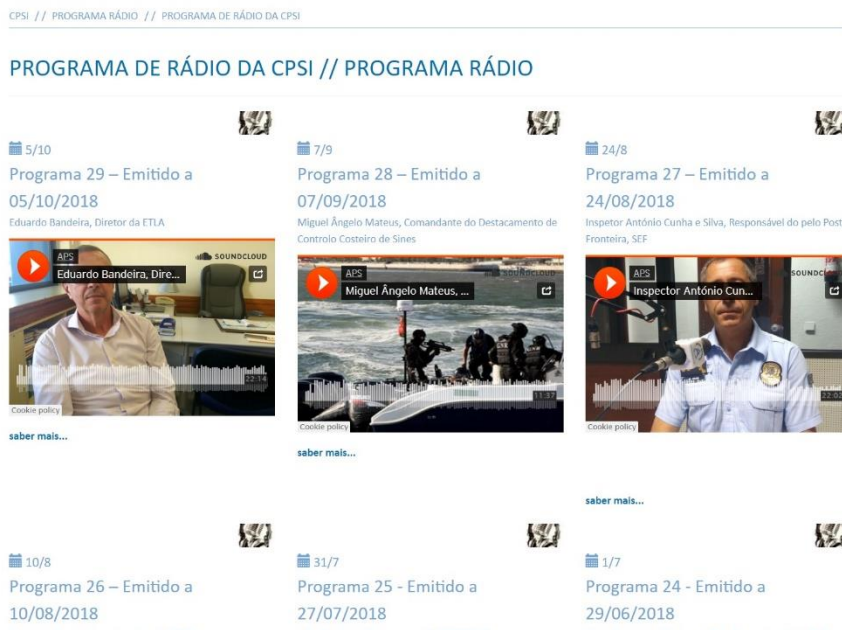 CPSI // PROGRAMA RÁDIO // PROGRAMA DE RÁDIO DA CPSI
PROGRAMA DE RÁDIO DA CPSI // PROGRAMA RÁDIO
5/10
Programa 29 – Emitido a
05/10/2018
Eduardo Bandeira, Diretor da ETLA
APS
Eduardo Bandeira, Dire...
SOUNDCLOUD
22:14
Cookie policy
saber mais...
7/9
Programa 28 – Emitido a
07/09/2018
Miguel Ângelo Mateus, Comandante do Destacamento de
Controlo Costeiro de Sines
APS
Miguel Ângelo Mateus, ...
SOUNDCLOUD
11:37
Cookie policy
saber mais...
24/8
Programa 27 – Emitido a
24/08/2018
Inspetor António Cunha e Silva, Responsável do pelo Post
Fronteira, SEF
APS
Inspector António Cun...
22:02
Cookie policy
saber mais...
10/8
Programa 26 – Emitido a
10/08/2018
31/7
Programa 25 - Emitido a
27/07/2018
1/7
Programa 24 - Emitido a
29/06/2018